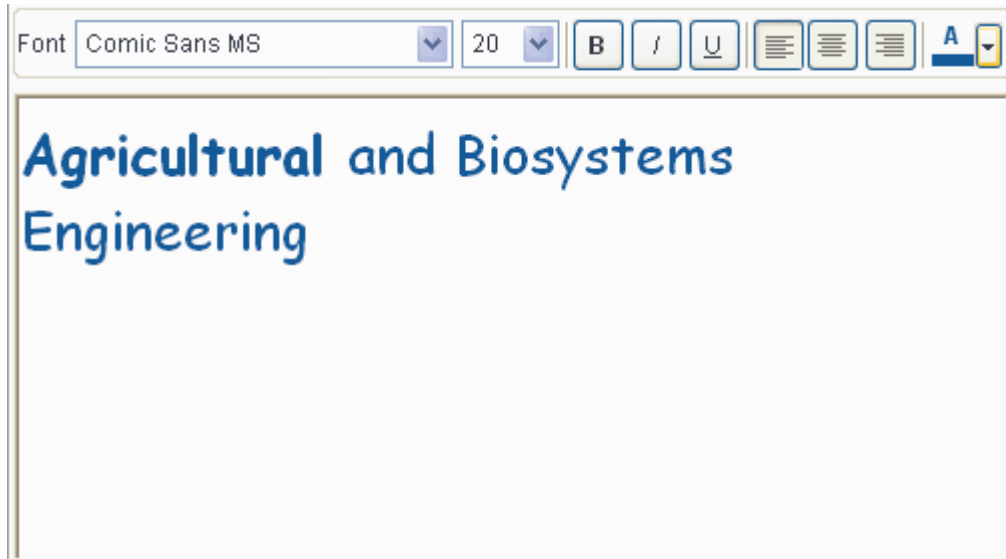 Font Comic Sans MS 20 B I U A
Agricultural and Biosystems
Engineering